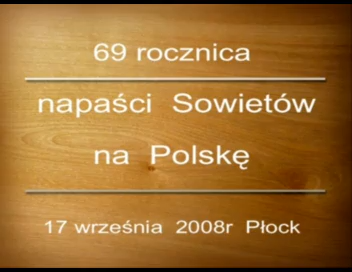 69 rocznica
napaści Sowietów
na Polskę
17 września 2008r Płock